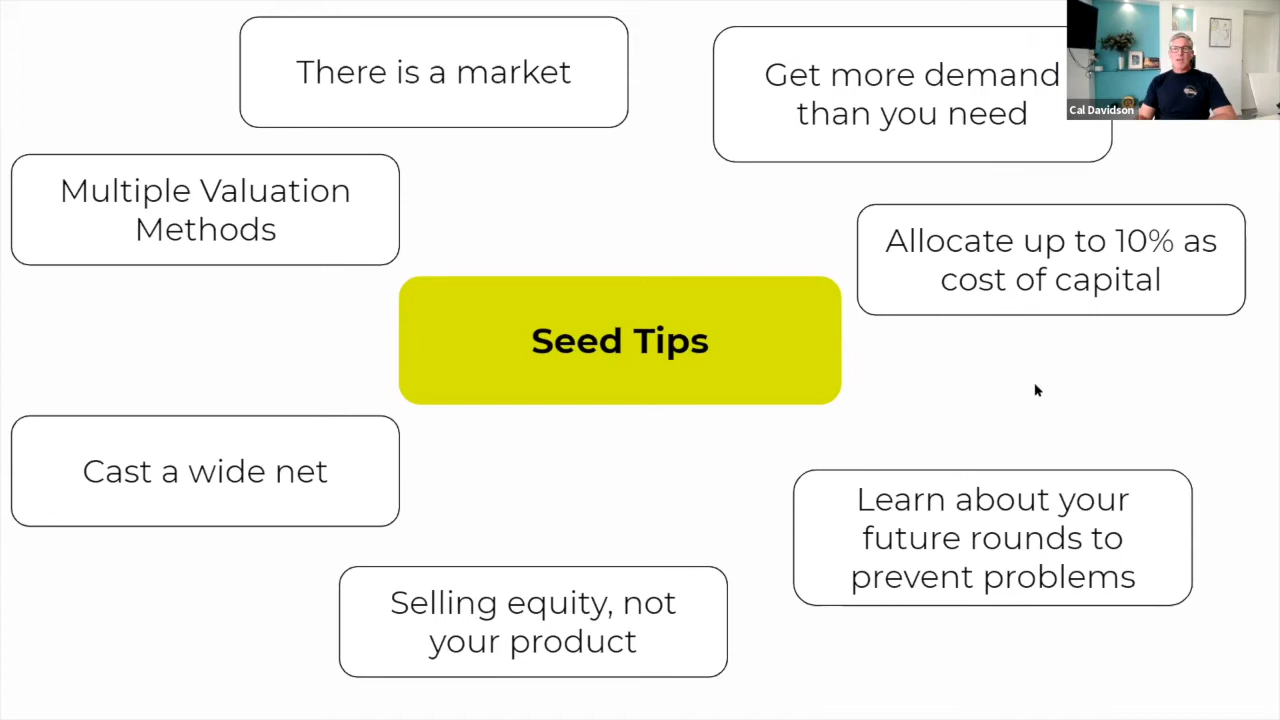 There is a market
Get more demand
than you need
Cal Davidson
Multiple Valuation
Methods
Allocate up to 10% as
cost of capital
Seed Tips
Cast a wide net
Learn about your
future rounds to
prevent problems
Selling equity, not
your product